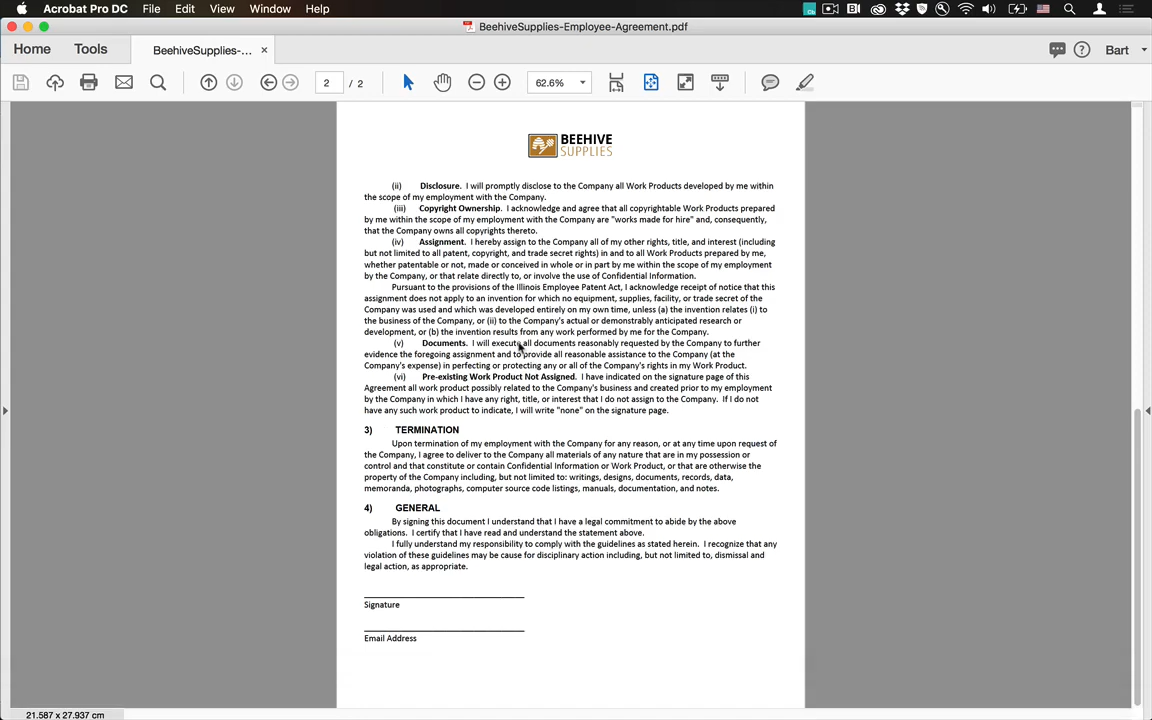 Acrobat Pro DC File Edit View Window Help
BeehiveSupplies-Employee-Agreement.pdf
Home Tools BeehiveSupplies-... × Bart
2 / 2 62.6%
BEEHIVE
SUPPLIES
(ii) Disclosure. I will promptly disclose to the Company all Work Products developed by me within
the scope of my employment with the Company.
(iii) Copyright Ownership. I acknowledge and agree that all copyrightable Work Products prepared
by me within the scope of my employment with the Company are "works made for hire" and, consequently,
that the Company owns all copyrights thereto.
(iv) Assignment. I hereby assign to the Company all of my other rights, title, and interest (including
but not limited to all patent, copyright, and trade secret rights) in and to all Work Products prepared by me,
whether patentable or not, made or conceived in whole or in part by me within the scope of my employment
by the Company, or that relate directly to, or involve the use of Confidential Information.
Pursuant to the provisions of the Illinois Employee Patent Act, I acknowledge receipt of notice that this
assignment does not apply to an invention for which no equipment, supplies, facility, or trade secret of the
Company was used and which was developed entirely on my own time, unless (a) the invention relates (i) to
the business of the Company, or (ii) to the Company's actual or demonstrably anticipated research or
development, or (b) the invention results from any work performed by me for the Company.
(v) Documents. I will execute all documents reasonably requested by the Company to further
evidence the foregoing assignment and to provide all reasonable assistance to the Company (at the
Company's expense) in perfecting or protecting any or all of the Company's rights in my Work Product.
(vi) Pre-existing Work Product Not Assigned. I have indicated on the signature page of this
Agreement all work product possibly related to the Company's business and created prior to my employment
by the Company in which I have any right, title, or interest that I do not assign to the Company. If I do not
have any such work product to indicate, I will write "none" on the signature page.
3) TERMINATION
Upon termination of my employment with the Company for any reason, or at any time upon request of
the Company, I agree to deliver to the Company all materials of any nature that are in my possession or
control and that constitute or contain Confidential Information or Work Product, or that are otherwise the
property of the Company including, but not limited to: writings, designs, documents, records, data,
memoranda, photographs, computer source code listings, manuals, documentation, and notes.
4) GENERAL
By signing this document I understand that I have a legal commitment to abide by the above
obligations. I certify that I have read and understand the statement above.
I fully understand my responsibility to comply with the guidelines as stated herein. I recognize that any
violation of these guidelines may be cause for disciplinary action including, but not limited to, dismissal and
legal action, as appropriate.
Signature
Email Address
21.587 x 27.937 cm